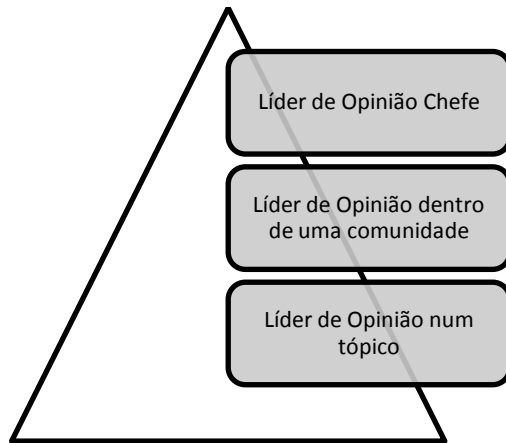 Líder de Opinião Chefe
Líder de Opinião dentro
de uma comunidade
Líder de Opinião num
tópico